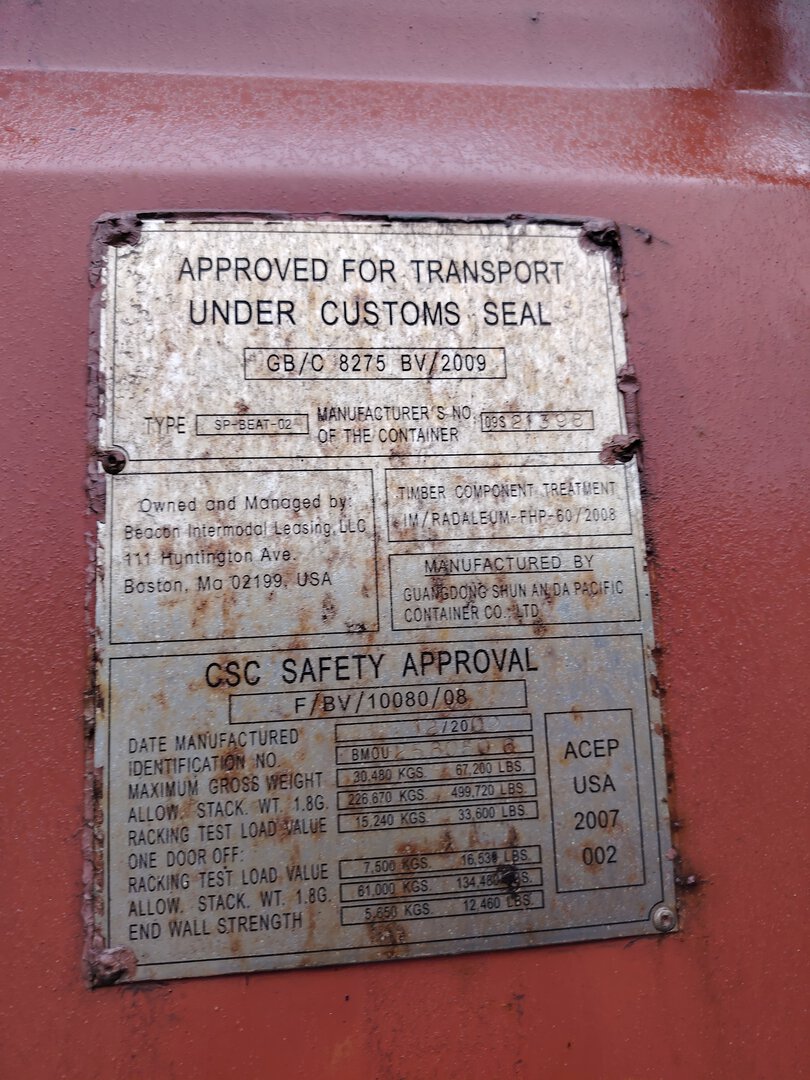 APPROVED FOR TRANSPORT
UNDER CUSTOMS SEAL
GB/C 8275 BV/2009
TYPE SP-BEAT-02 MANUFACTURER'S NO.
OF THE CONTAINER 09S
Owned and Managed by:
Beacon Intermodal Leasing, LLC
111 Huntington Ave.
Boston, Ma 02199, USA
TIMBER COMPONENT TREATMENT
IM/RADALEUM-FHP-60/2008
MANUFACTURED BY
GUANGDONG SHUN AN DA PACIFIC
CONTAINER CO., LTD
CSC SAFETY APPROVAL
F/BV/10080/08
DATE MANUFACTURED
IDENTIFICATION NO. BMOU
MAXIMUM GROSS WEIGHT 30,480 KGS. 67,200 LBS.
ALLOW. STACK. WT. 1.8G. 226,670 KGS. 499,720 LBS.
RACKING TEST LOAD VALUE 15,240 KGS. 33,600 LBS.
ONE DOOR OFF:
RACKING TEST LOAD VALUE 7,500 KGS. LBS.
ALLOW. STACK. WT. 1.8G. 61,000 KGS. 134,480 LBS.
END WALL STRENGTH KGS. 12,460 LBS.
ACEP
USA
2007
002